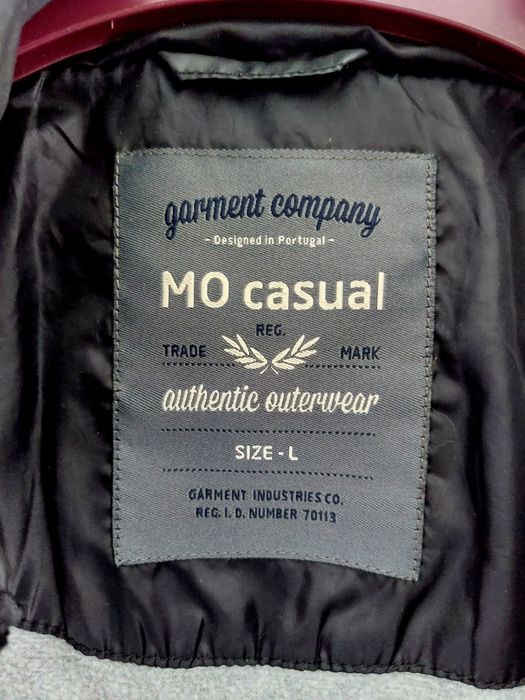 garment company
- Designed in Portugal -
MO casual
REG.
TRADE MARK
authentic outerwear
SIZE - L
GARMENT INDUSTRIES CO.
REG. I. D. NUMBER 70113